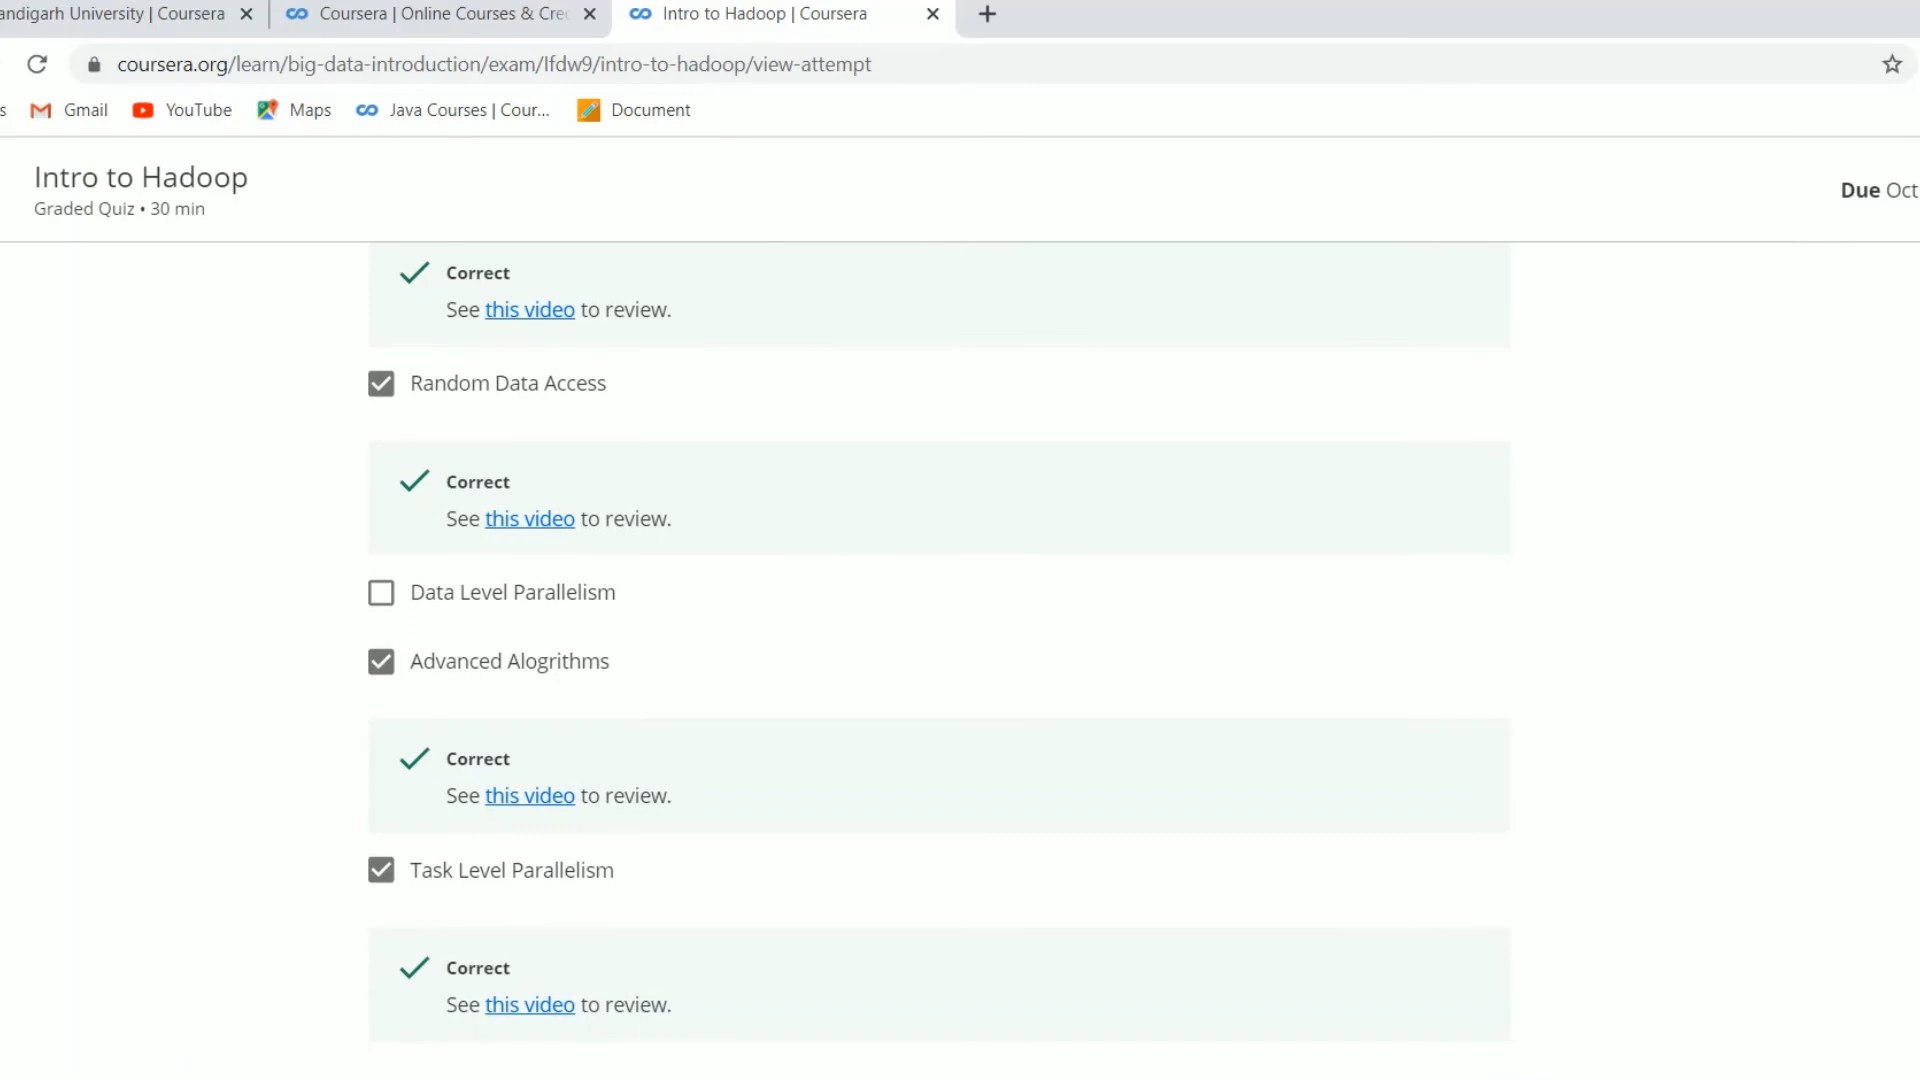 andigarh University | Coursera
Coursera | Online Courses & Cre
Intro to Hadoop | Coursera
coursera.org/learn/big-data-introduction/exam/lfdw9/intro-to-hadoop/view-attempt
s
Gmail
YouTube
Maps
Java Courses | Cour...
Document
Intro to Hadoop
Graded Quiz • 30 min
Due Oct
Correct
See this video to review.
Random Data Access
Correct
See this video to review.
Data Level Parallelism
Advanced Alogrithms
Correct
See this video to review.
Task Level Parallelism
Correct
See this video to review.